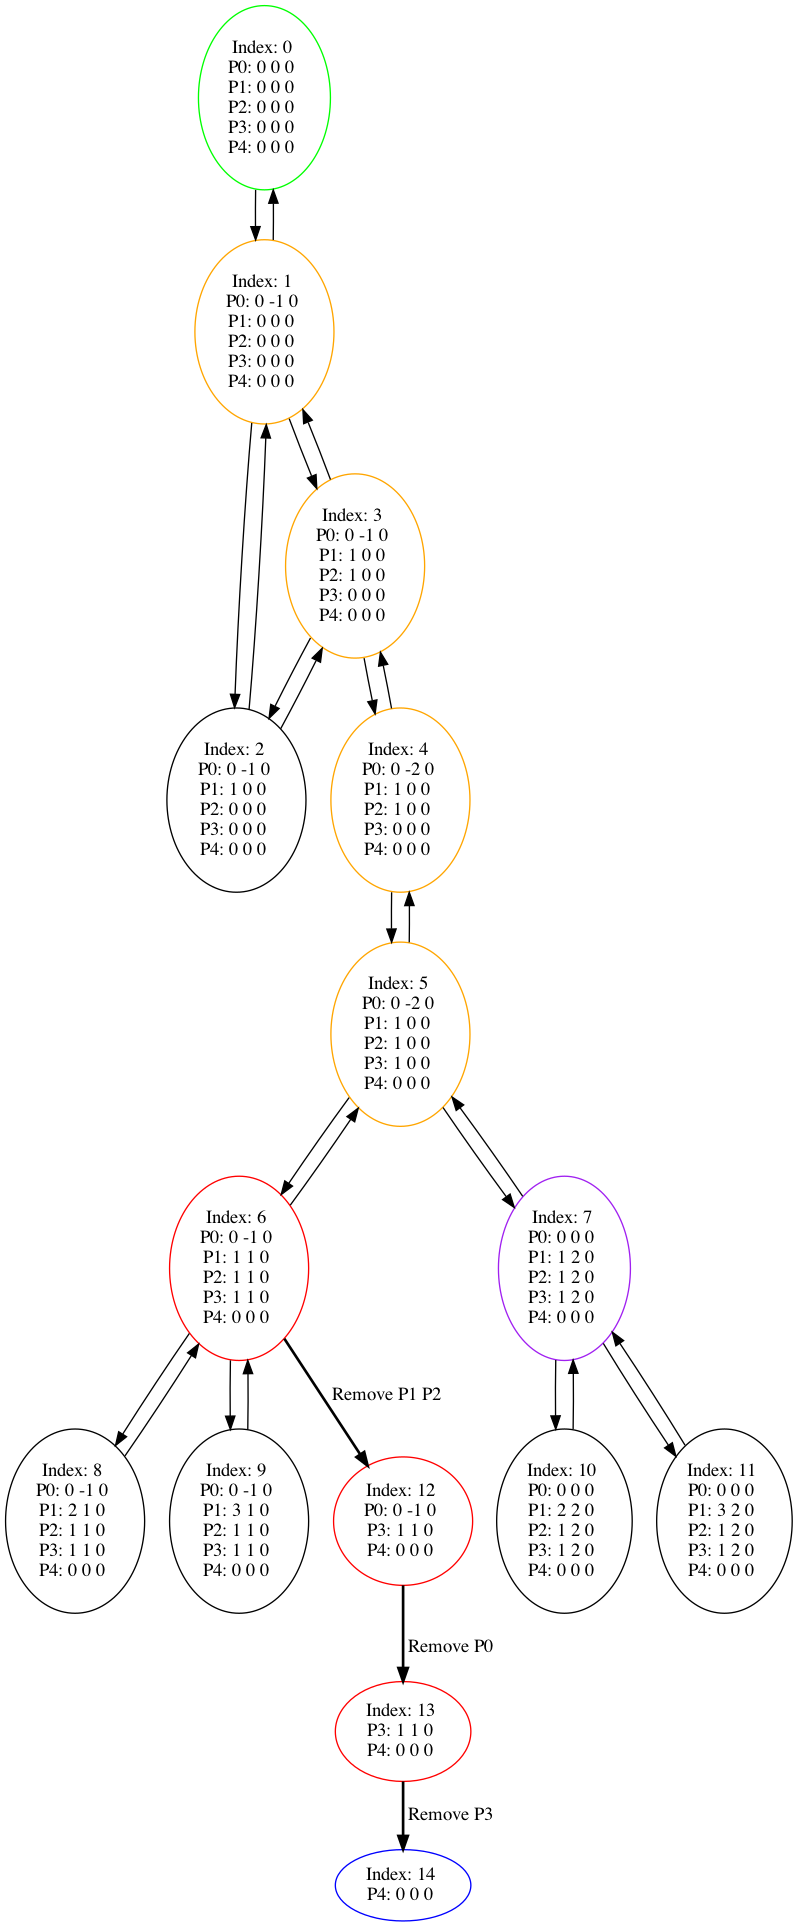 Index: 0
P0: 0 0 0
P1: 0 0 0
P2: 0 0 0
P3: 0 0 0
P4: 0 0 0
Index: 1
P0: 0 -1 0
P1: 0 0 0
P2: 0 0 0
P3: 0 0 0
P4: 0 0 0
Index: 3
P0: 0 -1 0
P1: 1 0 0
P2: 1 0 0
P3: 0 0 0
P4: 0 0 0
Index: 2
P0: 0 -1 0
P1: 1 0 0
P2: 0 0 0
P3: 0 0 0
P4: 0 0 0
Index: 4
P0: 0 -2 0
P1: 1 0 0
P2: 1 0 0
P3: 0 0 0
P4: 0 0 0
Index: 5
P0: 0 -2 0
P1: 1 0 0
P2: 1 0 0
P3: 1 0 0
P4: 0 0 0
Index: 6
P0: 0 -1 0
P1: 1 1 0
P2: 1 1 0
P3: 1 1 0
P4: 0 0 0
Index: 7
P0: 0 0 0
P1: 1 2 0
P2: 1 2 0
P3: 1 2 0
P4: 0 0 0
Remove P1 P2
Index: 8
P0: 0 -1 0
P1: 2 1 0
P2: 1 1 0
P3: 1 1 0
P4: 0 0 0
Index: 9
P0: 0 -1 0
P1: 3 1 0
P2: 1 1 0
P3: 1 1 0
P4: 0 0 0
Index: 12
P0: 0 -1 0
P3: 1 1 0
P4: 0 0 0
Index: 10
P0: 0 0 0
P1: 2 2 0
P2: 1 2 0
P3: 1 2 0
P4: 0 0 0
Index: 11
P0: 0 0 0
P1: 3 2 0
P2: 1 2 0
P3: 1 2 0
P4: 0 0 0
Remove P0
Index: 13
P3: 1 1 0
P4: 0 0 0
Remove P3
Index: 14
P4: 0 0 0